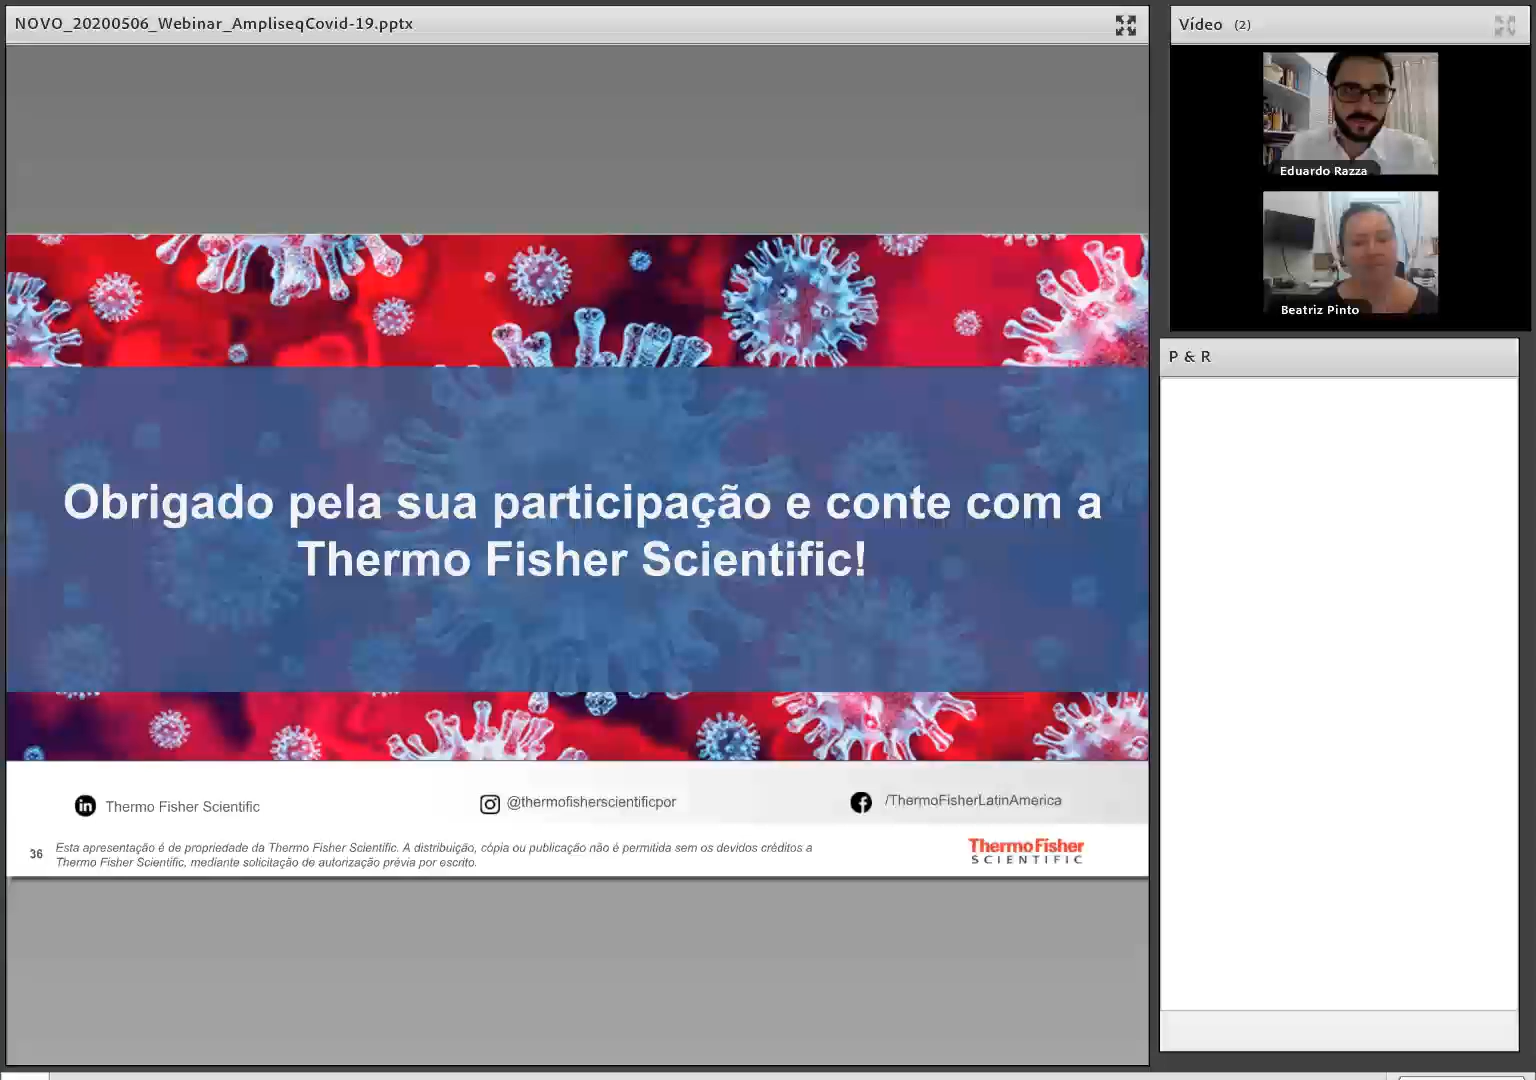 NOVO_20200506_Webinar_AmpliseqCovid-19.pptx
Vídeo (2)
Eduardo Razza
Beatriz Pinto
P & R
Obrigado pela sua participação e conte com a
Thermo Fisher Scientific!
in Thermo Fisher Scientific
@thermofisherscientificpor
/ThermoFisherLatinAmerica
36
Esta apresentação é de propriedade da Thermo Fisher Scientific. A distribuição, cópia ou publicação não é permitida sem os devidos créditos a
Thermo Fisher Scientific, mediante solicitação de autorização prévia por escrito.
ThermoFisher
SCIENTIFIC